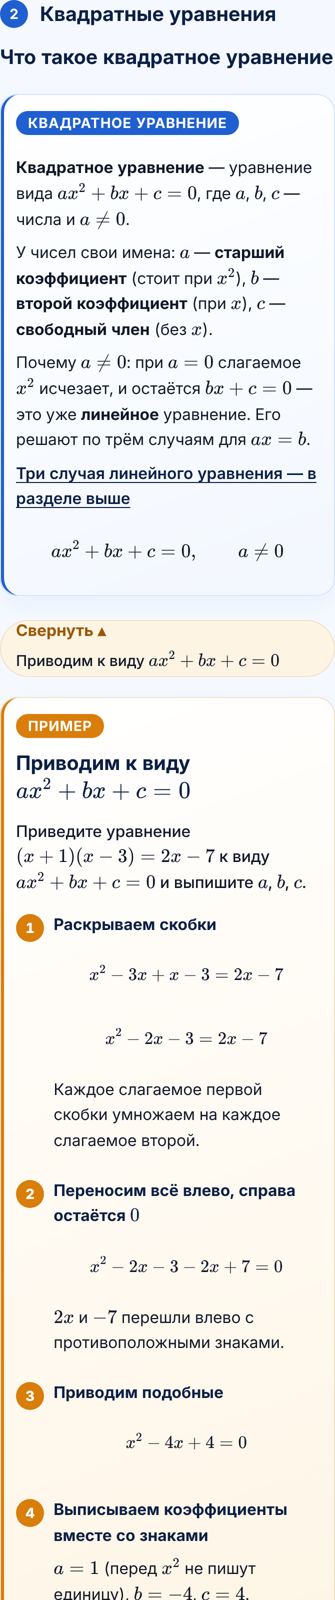 2 Квадратные уравнения
Что такое квадратное уравнение
КВАДРАТНОЕ УРАВНЕНИЕ
Квадратное уравнение — уравнение
вида ax² + bx + c = 0, где a, b, c —
числа и a ≠ 0.
У чисел свои имена: a — старший
коэффициент (стоит при x²), b —
второй коэффициент (при x), c —
свободный член (без x).
Почему a ≠ 0: при a = 0 слагаемое
x² исчезает, и остаётся bx + c = 0 —
это уже линейное уравнение. Его
решают по трём случаям для ax = b.
Три случая линейного уравнения — в
разделе выше
ax² + bx + c = 0, a ≠ 0
Свернуть ▴
Приводим к виду ax² + bx + c = 0
ПРИМЕР
Приводим к виду
ax² + bx + c = 0
Приведите уравнение
(x + 1)(x − 3) = 2x − 7 к виду
ax² + bx + c = 0 и выпишите a, b, c.
1 Раскрываем скобки
x² − 3x + x − 3 = 2x − 7
x² − 2x − 3 = 2x − 7
Каждое слагаемое первой
скобки умножаем на каждое
слагаемое второй.
2 Переносим всё влево, справа
остаётся 0
x² − 2x − 3 − 2x + 7 = 0
2x и −7 перешли влево с
противоположными знаками.
3 Приводим подобные
x² − 4x + 4 = 0
4 Выписываем коэффициенты
вместе со знаками
a = 1 (перед x² не пишут
единицу), b = −4, c = 4.